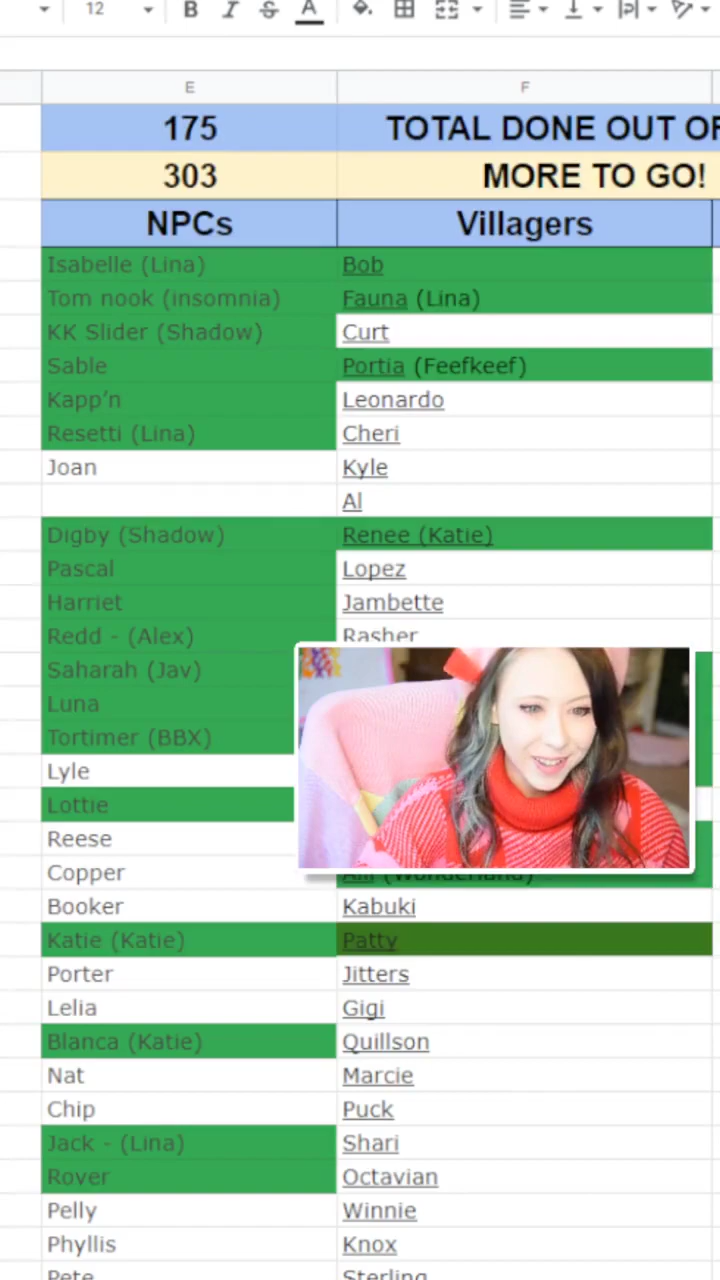 12 B I S A
E F
175 TOTAL DONE OUT OF
303 MORE TO GO!
NPCs Villagers
Isabelle (Lina) Bob
Tom nook (insomnia) Fauna (Lina)
KK Slider (Shadow) Curt
Sable Portia (Feefkeef)
Kapp'n Leonardo
Resetti (Lina) Cheri
Joan Kyle
Al
Digby (Shadow) Renee (Katie)
Pascal Lopez
Harriet Jambette
Redd - (Alex) Rasher
Saharah (Jav)
Luna
Tortimer (BBX)
Lyle
Lottie
Reese
Copper (Wonderland)
Booker Kabuki
Katie (Katie) Patty
Porter Jitters
Lelia Gigi
Blanca (Katie) Quillson
Nat Marcie
Chip Puck
Jack - (Lina) Shari
Rover Octavian
Pelly Winnie
Phyllis Knox
Pete Sterling